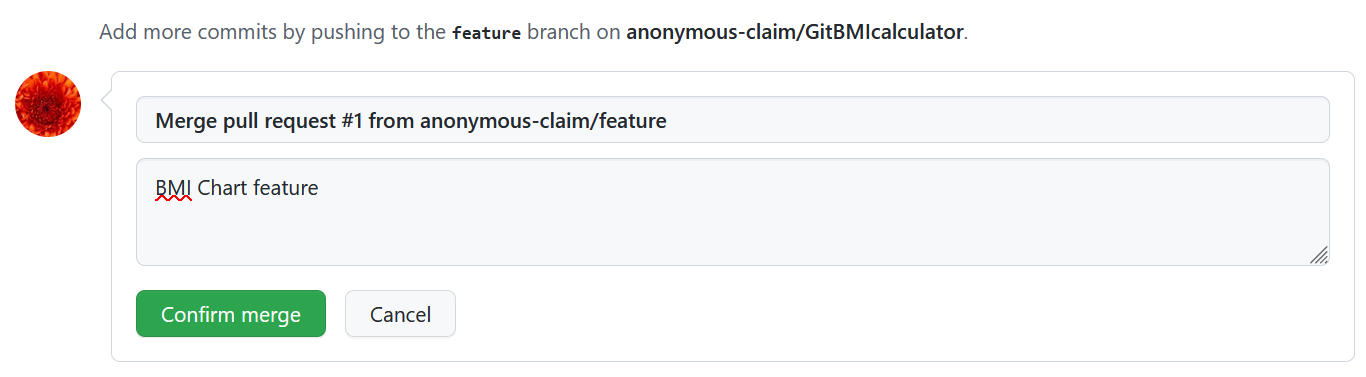 Add more commits by pushing to the feature branch on anonymous-claim/GitBMIcalculator.
Merge pull request #1 from anonymous-claim/feature
BMI Chart feature
Confirm merge
Cancel